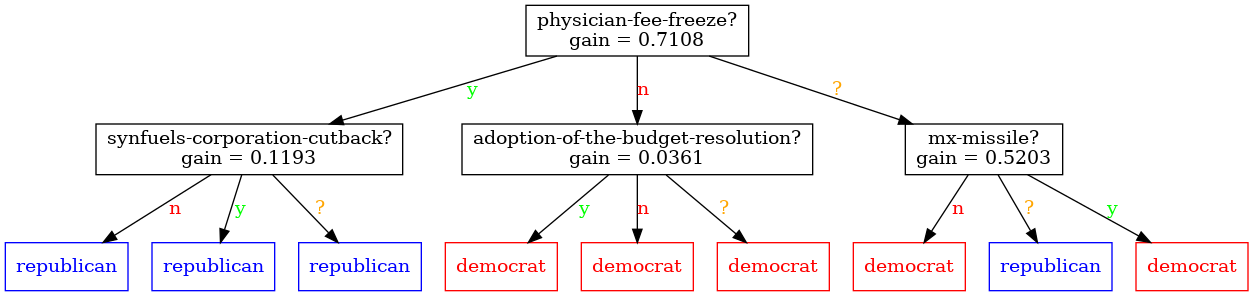 physician-fee-freeze?
gain = 0.7108
y
n
?
synfuels-corporation-cutback?
gain = 0.1193
adoption-of-the-budget-resolution?
gain = 0.0361
mx-missile?
gain = 0.5203
n
y
?
y
n
?
n
?
y
republican
republican
republican
democrat
democrat
democrat
democrat
republican
democrat